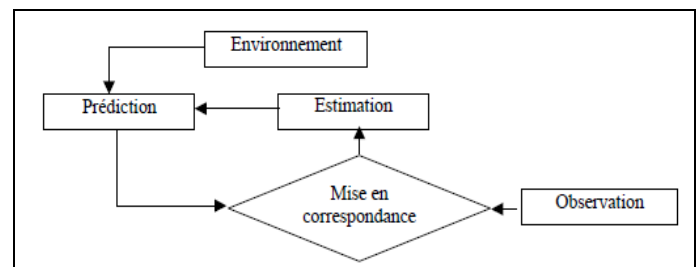 Environnement
Prédiction
Estimation
Mise en
correspondance
Observation